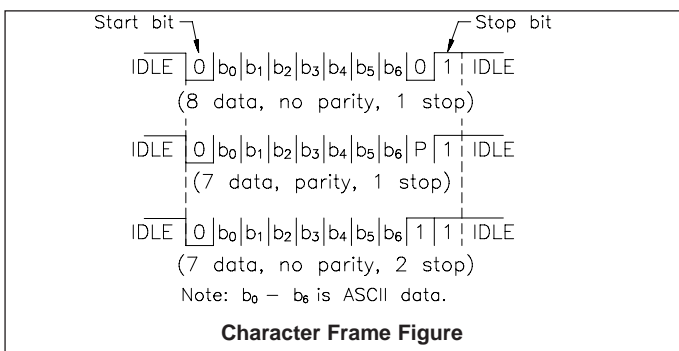 Start bit Stop bit
IDLE 0 b₀ b₁ b₂ b₃ b₄ b₅ b₆ 0 1 IDLE
(8 data, no parity, 1 stop)
IDLE 0 b₀ b₁ b₂ b₃ b₄ b₅ b₆ P 1 IDLE
(7 data, parity, 1 stop)
IDLE 0 b₀ b₁ b₂ b₃ b₄ b₅ b₆ 1 1 IDLE
(7 data, no parity, 2 stop)
Note: b₀ – b₆ is ASCII data.
Character Frame Figure